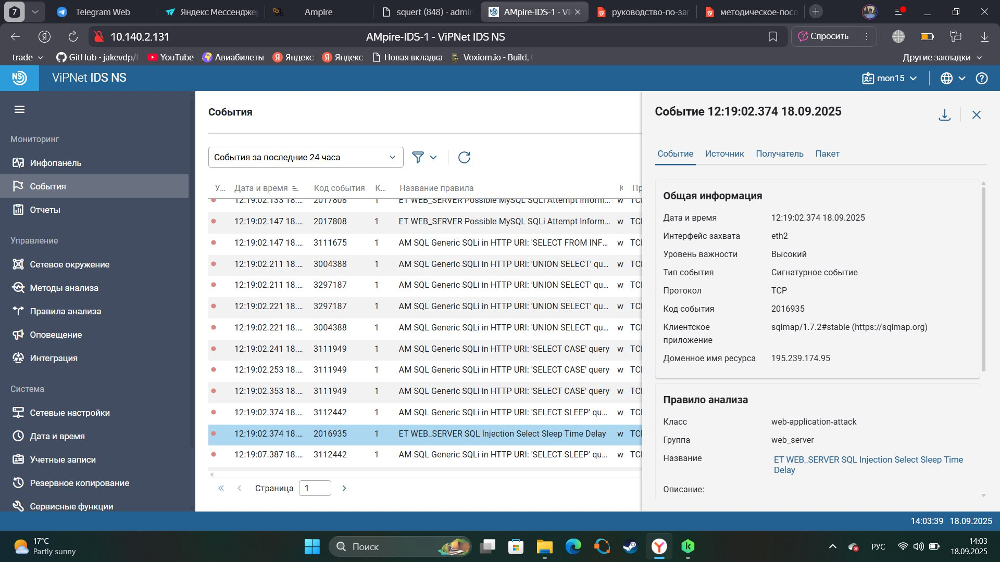 7
Telegram Web
Яндекс Мессендже
Ampire
squert (848) - admin
AMpire-IDS-1 - ViP
руководство-по-за
методическое-посо
10.140.2.131
AMpire-IDS-1 - ViPNet IDS NS
Спросить
trade
GitHub - jakevdp/
YouTube
Авиабилеты
Яндекс
Яндекс
Новая вкладка
Voxiom.io - Build,
Другие закладки
NS
ViPNet IDS NS
mon15
Мониторинг
Инфопанель
События
Отчеты
Управление
Сетевое окружение
Методы анализа
Правила анализа
Оповещение
Интеграция
Система
Сетевые настройки
Дата и время
Учетные записи
Резервное копирование
Сервисные функции
События
События за последние 24 часа
У... Дата и время Код события К... Название правила К Пр
12:19:02.133 18.... 2017808 1 ET WEB_SERVER Possible MySQL SQLi Attempt Inform... w TCI
12:19:02.147 18.... 2017808 1 ET WEB_SERVER Possible MySQL SQLi Attempt Inform... w TCI
12:19:02.147 18.... 3111675 1 AM SQL Generic SQLi in HTTP URI: 'SELECT FROM INF... w TCI
12:19:02.211 18.... 3004388 1 AM SQL Generic SQLi in HTTP URI: 'UNION SELECT' qu... w TCI
12:19:02.211 18.... 3297187 1 AM SQL Generic SQLi in HTTP URI: 'UNION SELECT' qu... w TCI
12:19:02.221 18.... 3297187 1 AM SQL Generic SQLi in HTTP URI: 'UNION SELECT' qu... w TCI
12:19:02.221 18.... 3004388 1 AM SQL Generic SQLi in HTTP URI: 'UNION SELECT' qu... w TCI
12:19:02.241 18.... 3111949 1 AM SQL Generic SQLi in HTTP URI: 'SELECT CASE' query w TCI
12:19:02.253 18.... 3111949 1 AM SQL Generic SQLi in HTTP URI: 'SELECT CASE' query w TCI
12:19:02.353 18.... 3111949 1 AM SQL Generic SQLi in HTTP URI: 'SELECT CASE' query w TCI
12:19:02.374 18.... 3112442 1 AM SQL Generic SQLi in HTTP URI: 'SELECT SLEEP' qu... w TCI
12:19:02.374 18.... 2016935 1 ET WEB_SERVER SQL Injection Select Sleep Time Delay w TCI
12:19:07.387 18.... 3112442 1 AM SQL Generic SQLi in HTTP URI: 'SELECT SLEEP' qu... w TCI
Страница 1
Событие 12:19:02.374 18.09.2025
Событие Источник Получатель Пакет
Общая информация
Дата и время 12:19:02.374 18.09.2025
Интерфейс захвата eth2
Уровень важности Высокий
Тип события Сигнатурное событие
Протокол TCP
Код события 2016935
Клиентское sqlmap/1.7.2#stable (https://sqlmap.org)
приложение
Доменное имя ресурса 195.239.174.95
Правило анализа
Класс web-application-attack
Группа web_server
Название ET WEB_SERVER SQL Injection Select Sleep Time
Delay
Описание:
14:03:39 18.09.2025
17°C
Partly sunny
Поиск
РУС
14:03
18.09.2025